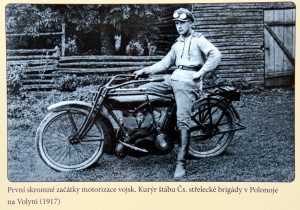 První skromné začátky motorizace vojsk. Kurýr štábu Čs. střelecké brigády v Polonoje
na Volyni (1917)